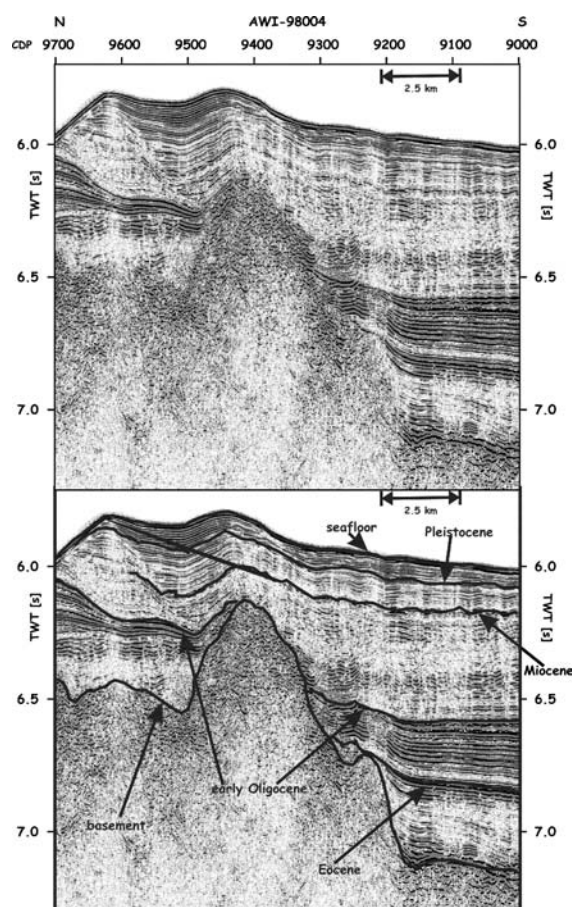 N AWI-98004 S
CDP 9700 9600 9500 9400 9300 9200 9100 9000
2.5 km
6.0 6.0
TWT [s] TWT [s]
6.5 6.5
7.0 7.0
2.5 km
seafloor
Pleistocene
6.0 6.0
TWT [s] TWT [s]
Miocene
6.5 6.5
early Oligocene
basement
7.0 7.0
Eocene